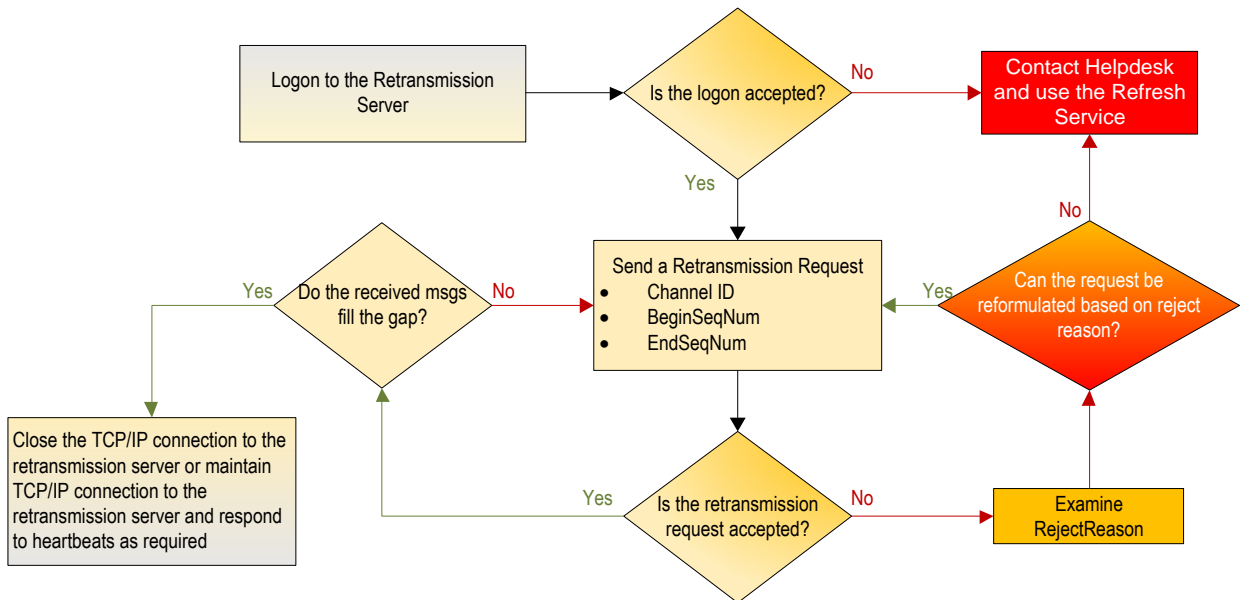 Logon to the Retransmission
Server
Is the logon accepted?
No
Contact Helpdesk
and use the Refresh
Service
Yes
No
Send a Retransmission Request
• Channel ID
• BeginSeqNum
• EndSeqNum
Yes
Do the received msgs
fill the gap?
No
Yes
Can the request be
reformulated based on reject
reason?
Close the TCP/IP connection to the
retransmission server or maintain
TCP/IP connection to the
retransmission server and respond
to heartbeats as required
Yes
Is the retransmission
request accepted?
No
Examine
RejectReason